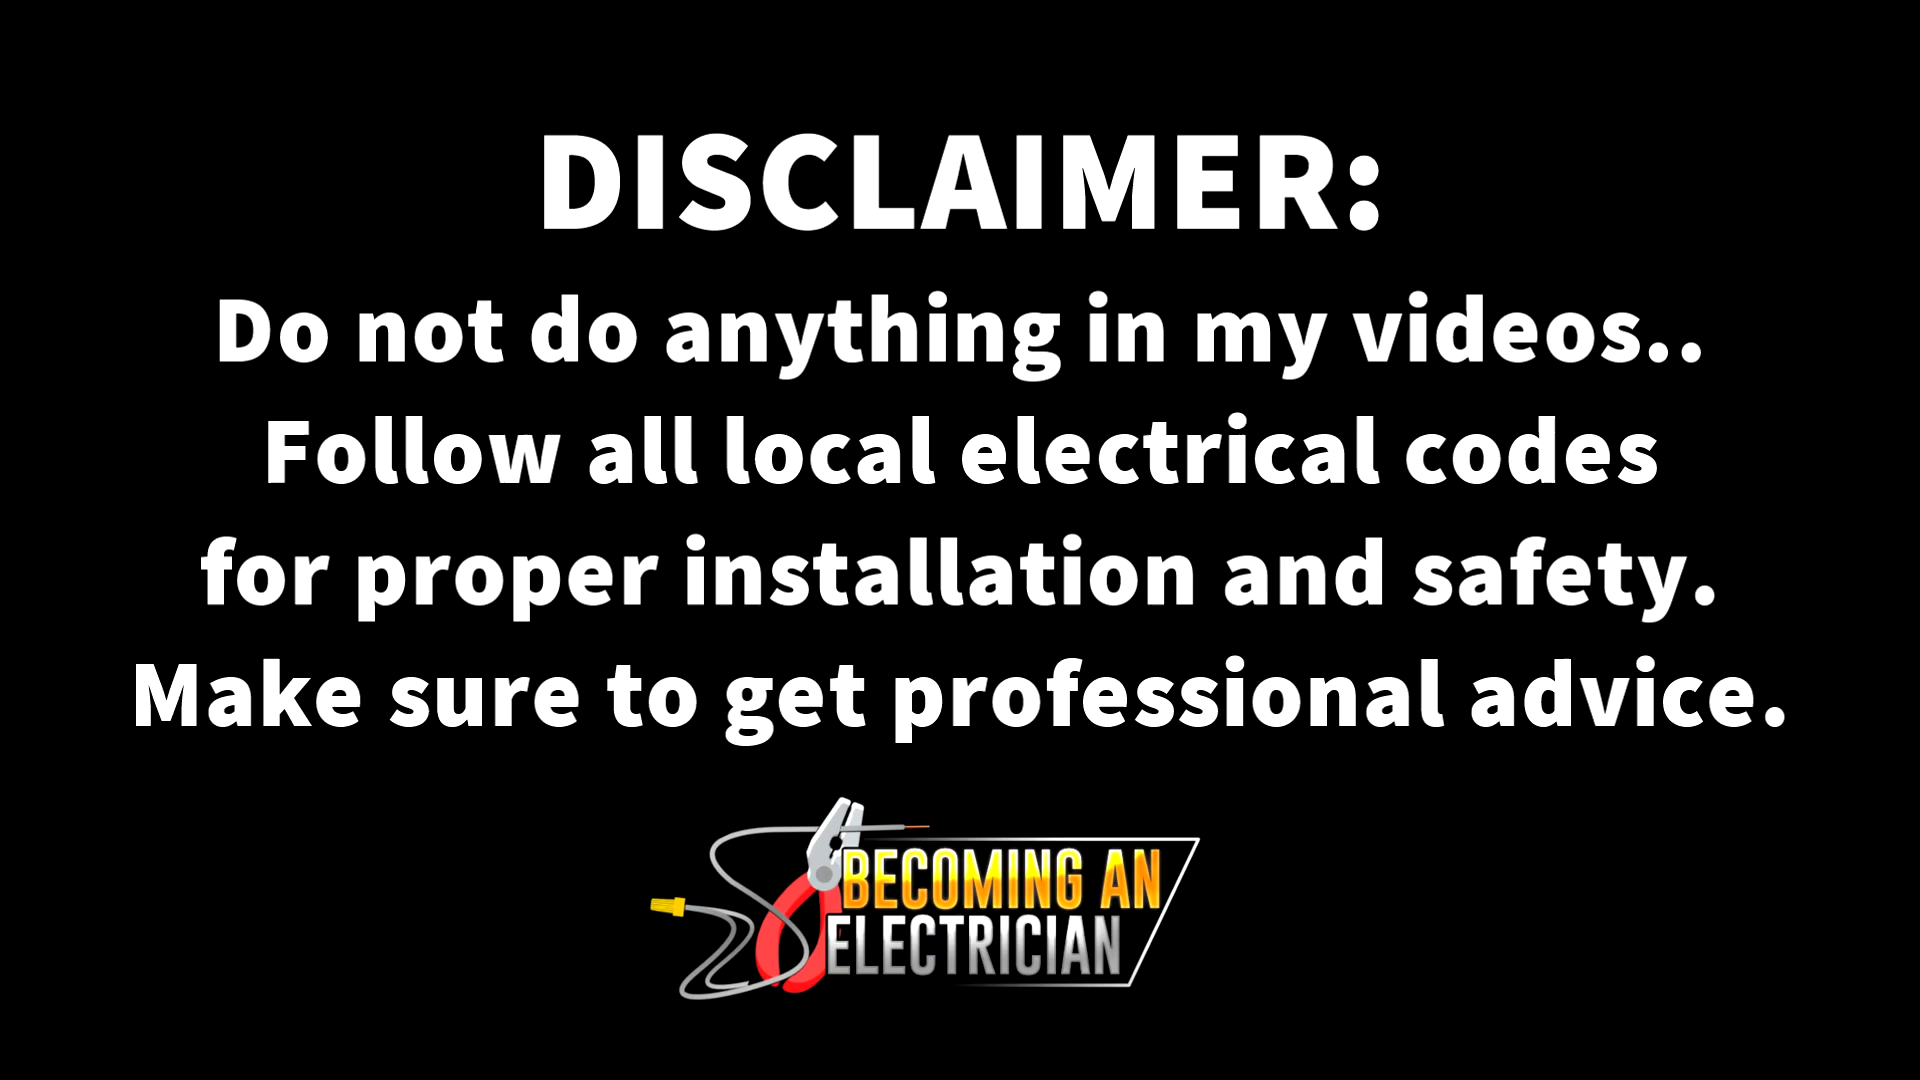 DISCLAIMER:
Do not do anything in my videos..
Follow all local electrical codes
for proper installation and safety.
Make sure to get professional advice.
BECOMING AN
ELECTRICIAN